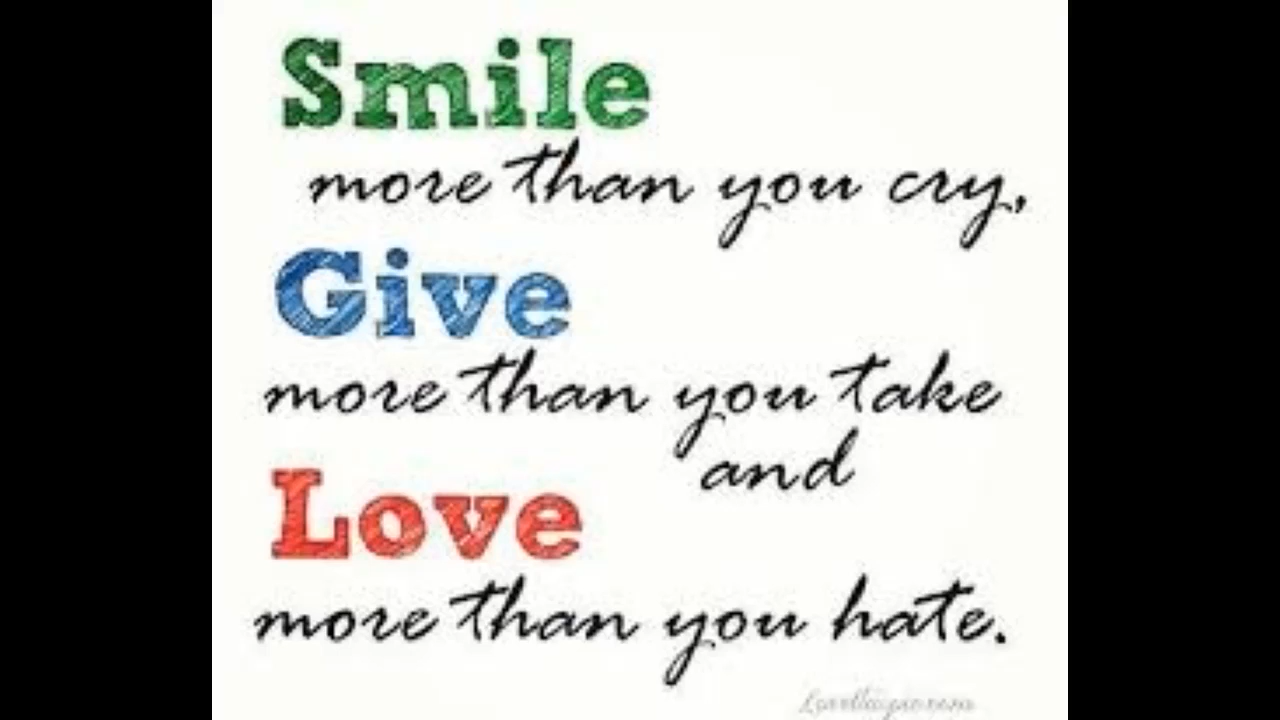 Smile
more than you cry,
Give
more than you take
and
Love
more than you hate.